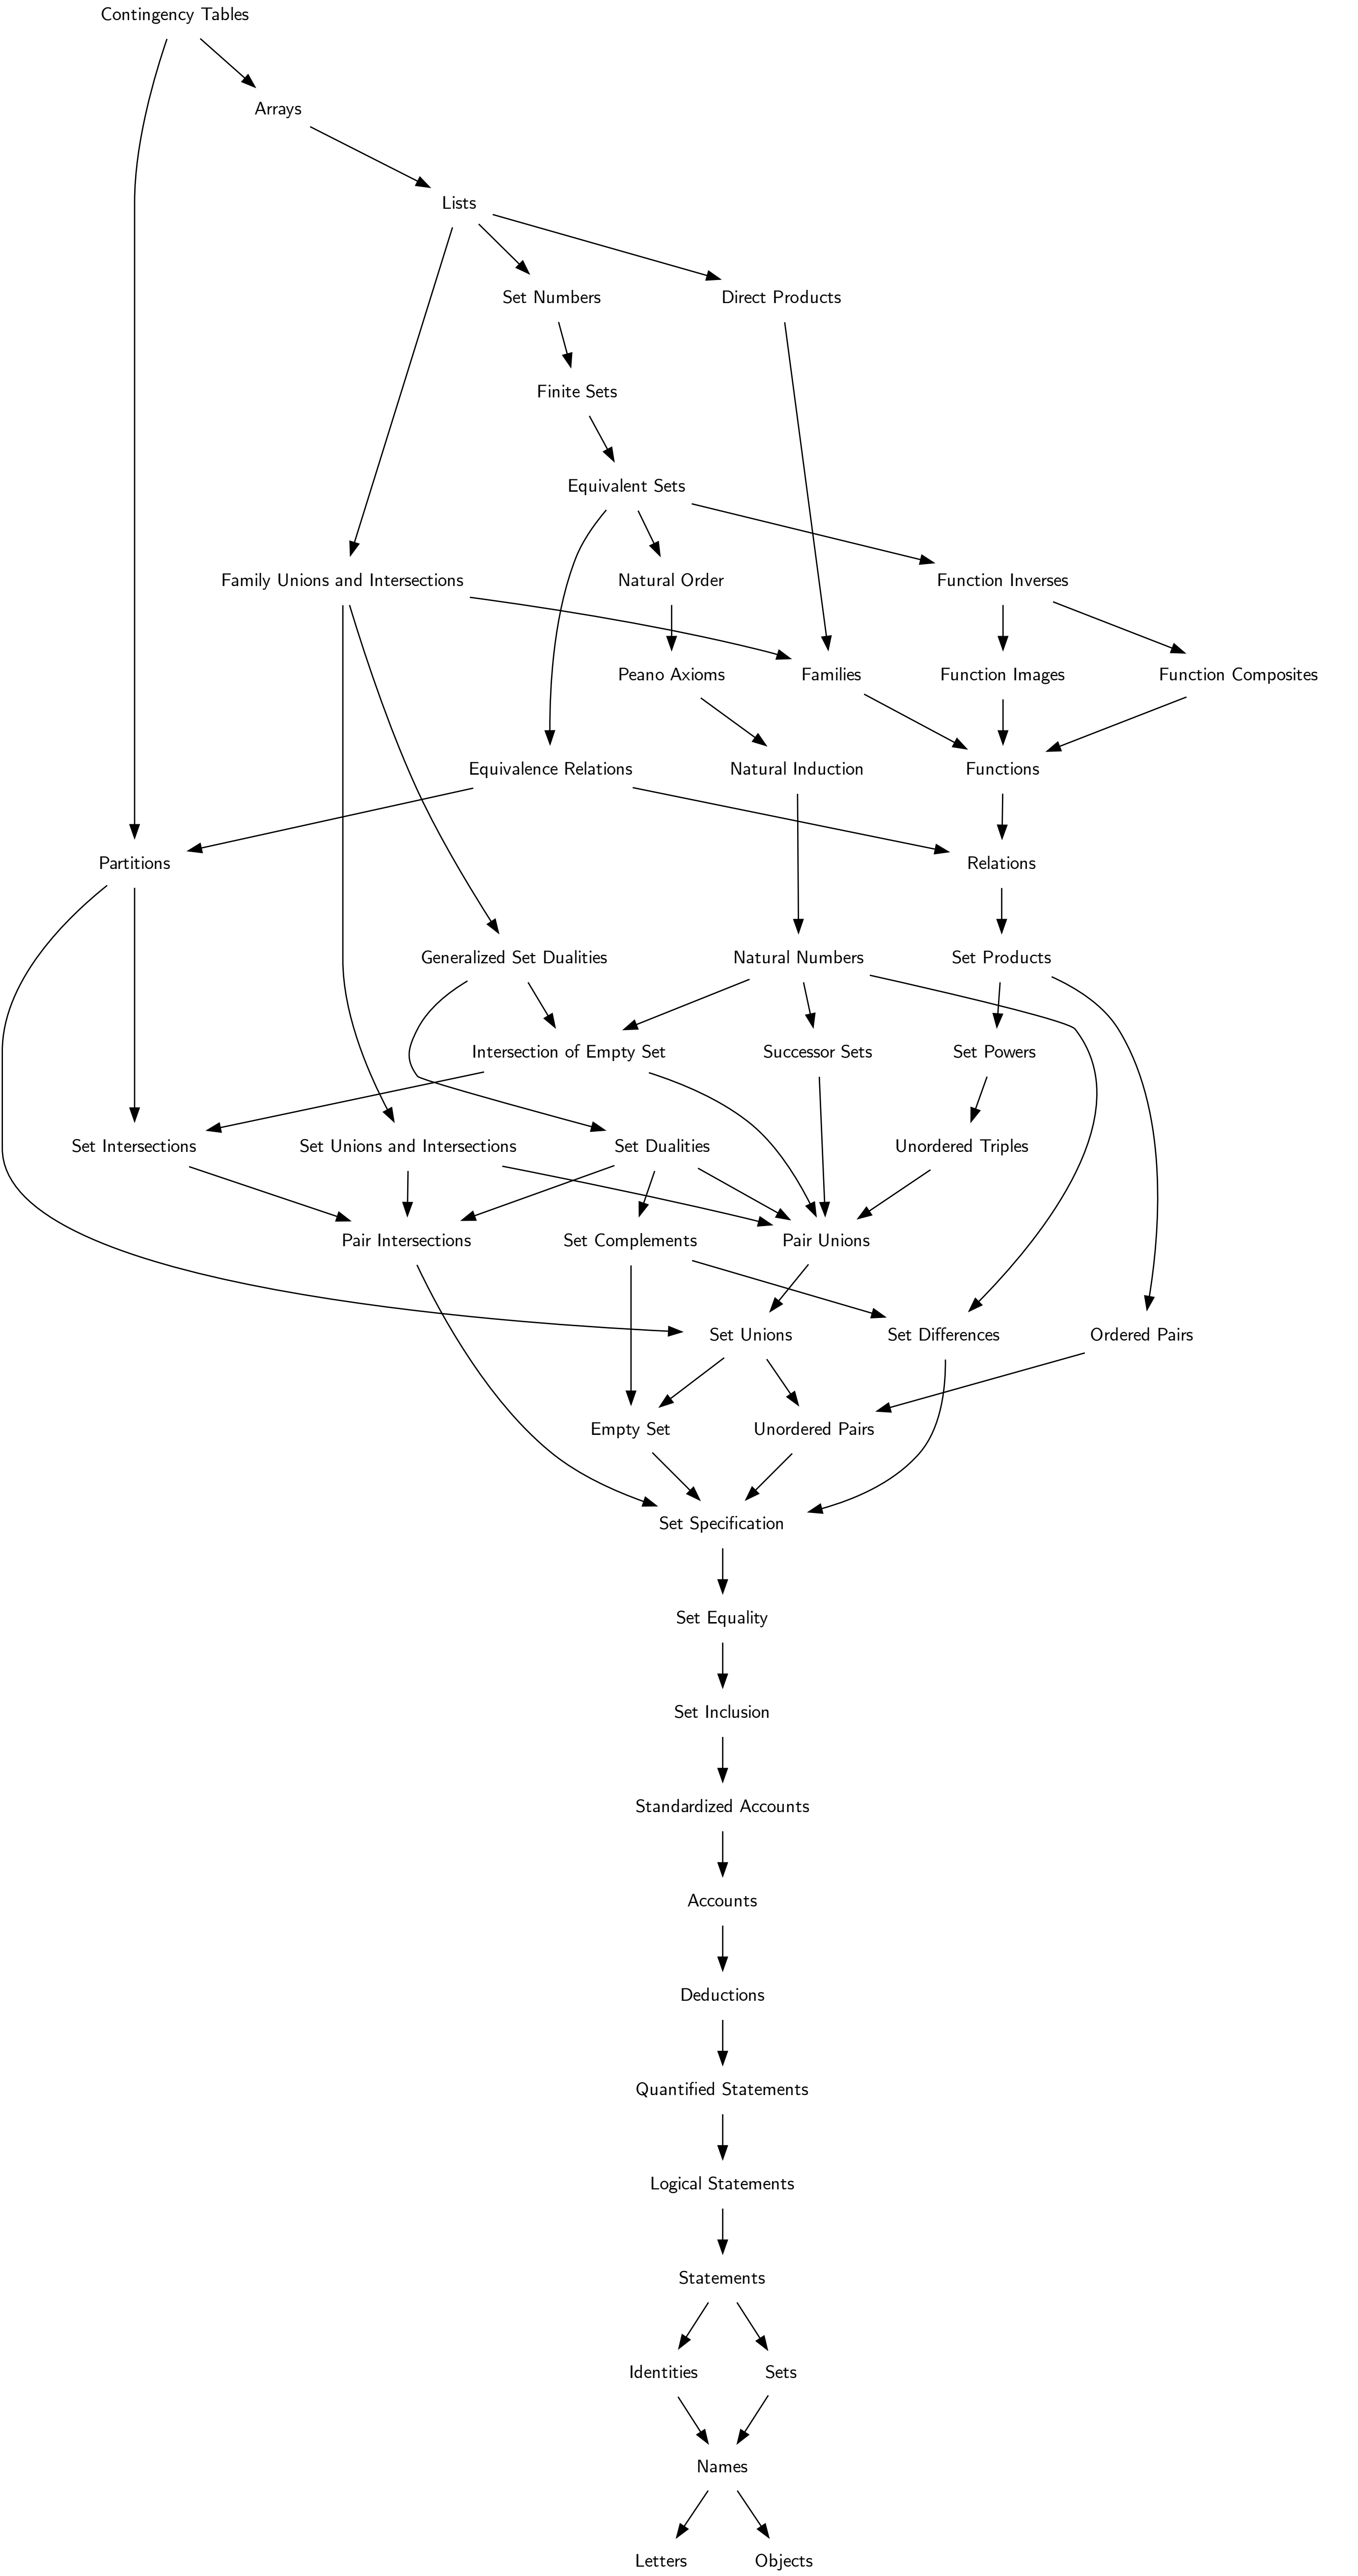 Contingency Tables
Arrays
Lists
Set Numbers
Direct Products
Finite Sets
Equivalent Sets
Family Unions and Intersections
Natural Order
Function Inverses
Peano Axioms
Families
Function Images
Function Composites
Equivalence Relations
Natural Induction
Functions
Partitions
Relations
Generalized Set Dualities
Natural Numbers
Set Products
Intersection of Empty Set
Successor Sets
Set Powers
Set Intersections
Set Unions and Intersections
Set Dualities
Unordered Triples
Pair Intersections
Set Complements
Pair Unions
Set Unions
Set Differences
Ordered Pairs
Empty Set
Unordered Pairs
Set Specification
Set Equality
Set Inclusion
Standardized Accounts
Accounts
Deductions
Quantified Statements
Logical Statements
Statements
Identities
Sets
Names
Letters
Objects